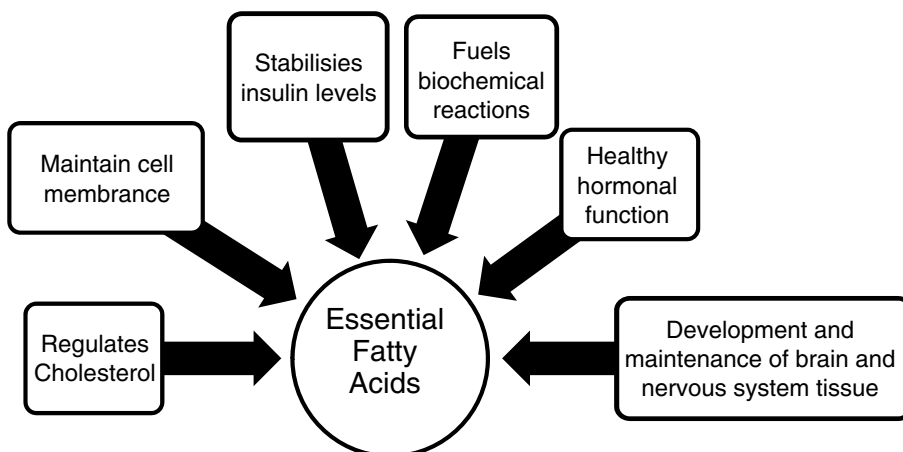 Stabilisies
insulin levels
Fuels
biochemical
reactions
Maintain cell
membrance
Healthy
hormonal
function
Regulates
Cholesterol
Essential
Fatty
Acids
Development and
maintenance of brain and
nervous system tissue